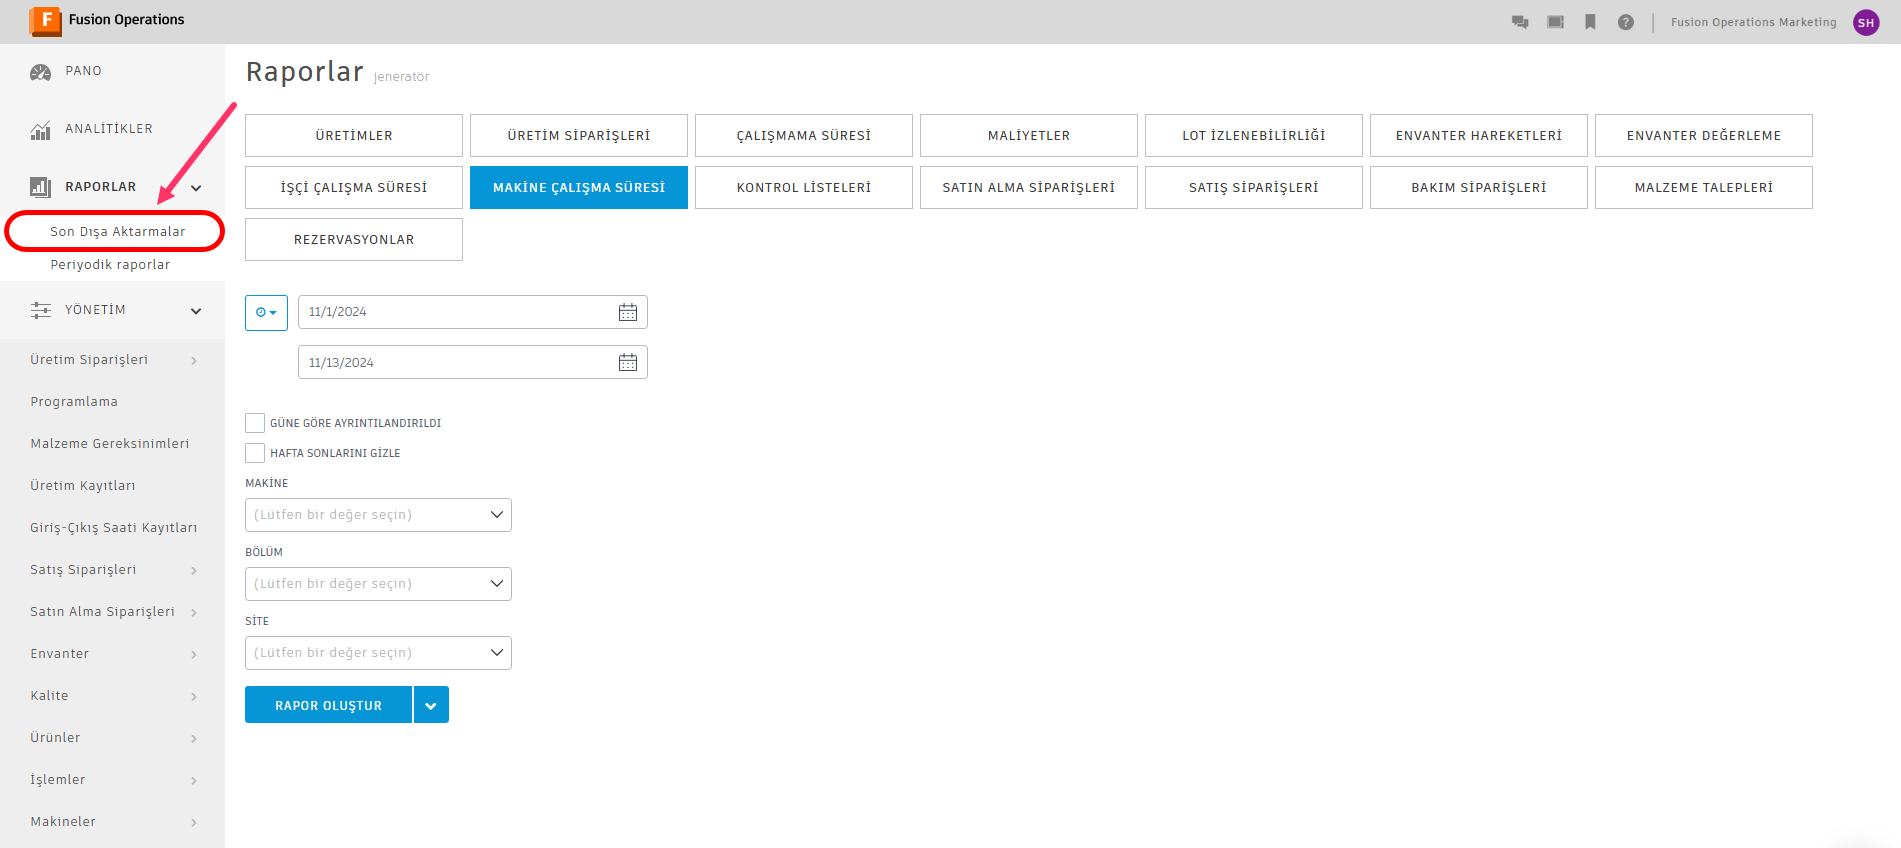 F Fusion Operations
? Fusion Operations Marketing SH
PANO
ANALİTİKLER
RAPORLAR
Son Dışa Aktarmalar
Periyodik raporlar
YÖNETİM
Üretim Siparişleri
Programlama
Malzeme Gereksinimleri
Üretim Kayıtları
Giriş-Çıkış Saati Kayıtları
Satış Siparişleri
Satın Alma Siparişleri
Envanter
Kalite
Ürünler
İşlemler
Makineler
Raporlar jeneratör
ÜRETİMLER ÜRETİM SİPARİŞLERİ ÇALIŞMAMA SÜRESİ MALİYETLER LOT İZLENEBİLİRLİĞİ ENVANTER HAREKETLERİ ENVANTER DEĞERLEME
İŞÇİ ÇALIŞMA SÜRESİ MAKİNE ÇALIŞMA SÜRESİ KONTROL LİSTELERİ SATIN ALMA SİPARİŞLERİ SATIŞ SİPARİŞLERİ BAKIM SİPARİŞLERİ MALZEME TALEPLERİ
REZERVASYONLAR
11/1/2024
11/13/2024
GÜNE GÖRE AYRINTILANDIRILDI
HAFTA SONLARINI GİZLE
MAKİNE
(Lütfen bir değer seçin)
BÖLÜM
(Lütfen bir değer seçin)
SİTE
(Lütfen bir değer seçin)
RAPOR OLUŞTUR